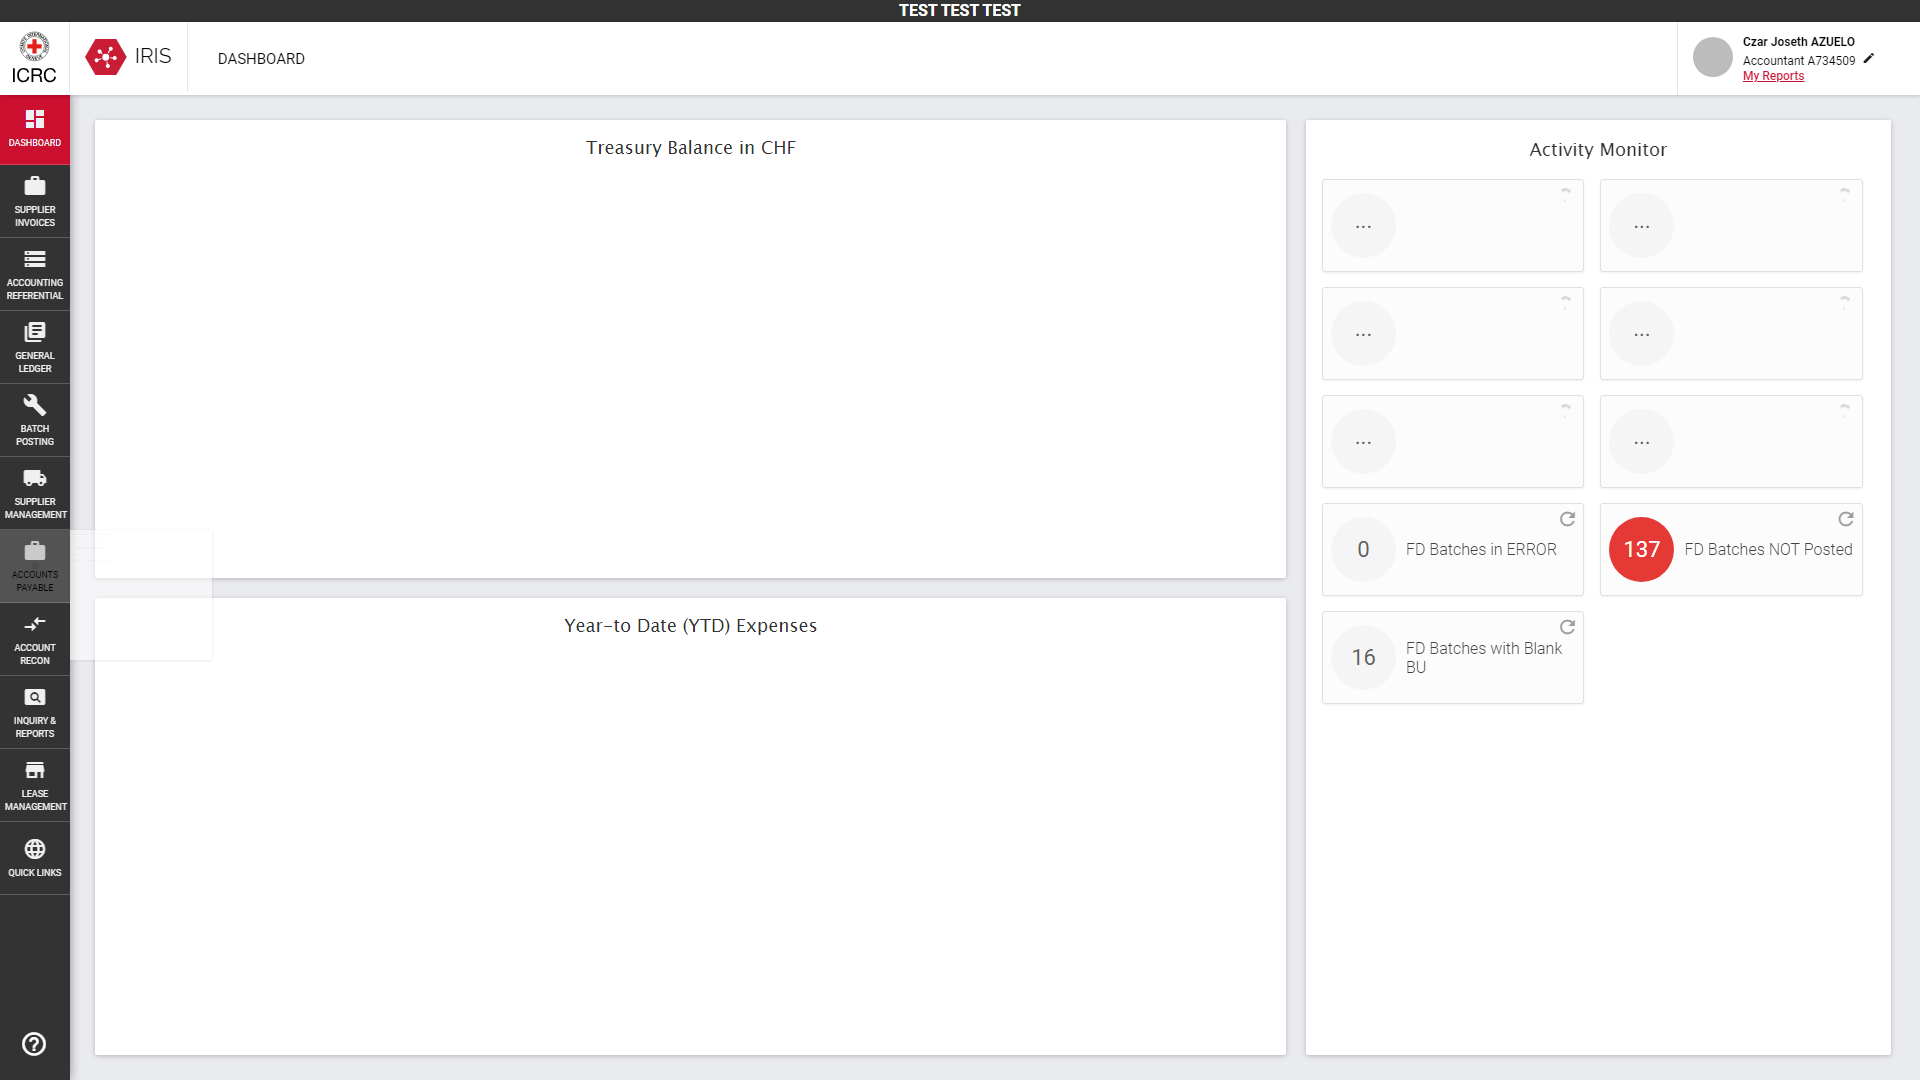 TEST TEST TEST
ICRC
IRIS
DASHBOARD
Czar Joseth AZUELO
Accountant A734509
My Reports
DASHBOARD
SUPPLIER
INVOICES
ACCOUNTING
REFERENTIAL
GENERAL
LEDGER
BATCH
POSTING
SUPPLIER
MANAGEMENT
ACCOUNTS
PAYABLE
ACCOUNT
RECON
INQUIRY &
REPORTS
LEASE
MANAGEMENT
QUICK LINKS
Treasury Balance in CHF
Year-to Date (YTD) Expenses
Activity Monitor
...
...
...
...
...
...
0 FD Batches in ERROR
137 FD Batches NOT Posted
16 FD Batches with Blank
BU